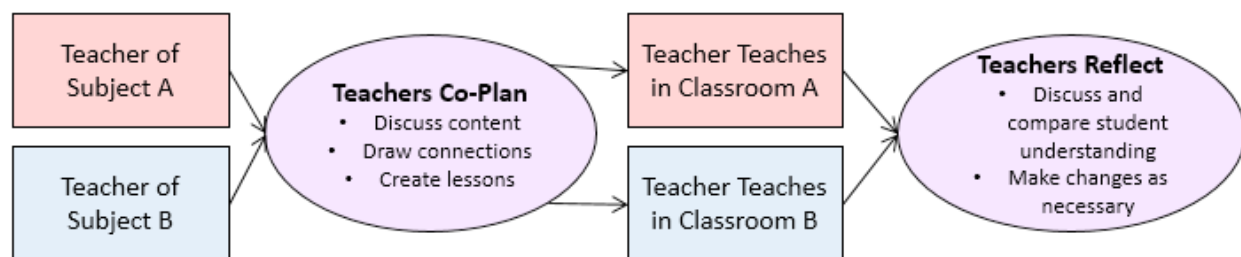 Teacher of
Subject A
Teacher of
Subject B
Teachers Co-Plan
• Discuss content
• Draw connections
• Create lessons
Teacher Teaches
in Classroom A
Teacher Teaches
in Classroom B
Teachers Reflect
• Discuss and
compare student
understanding
• Make changes as
necessary